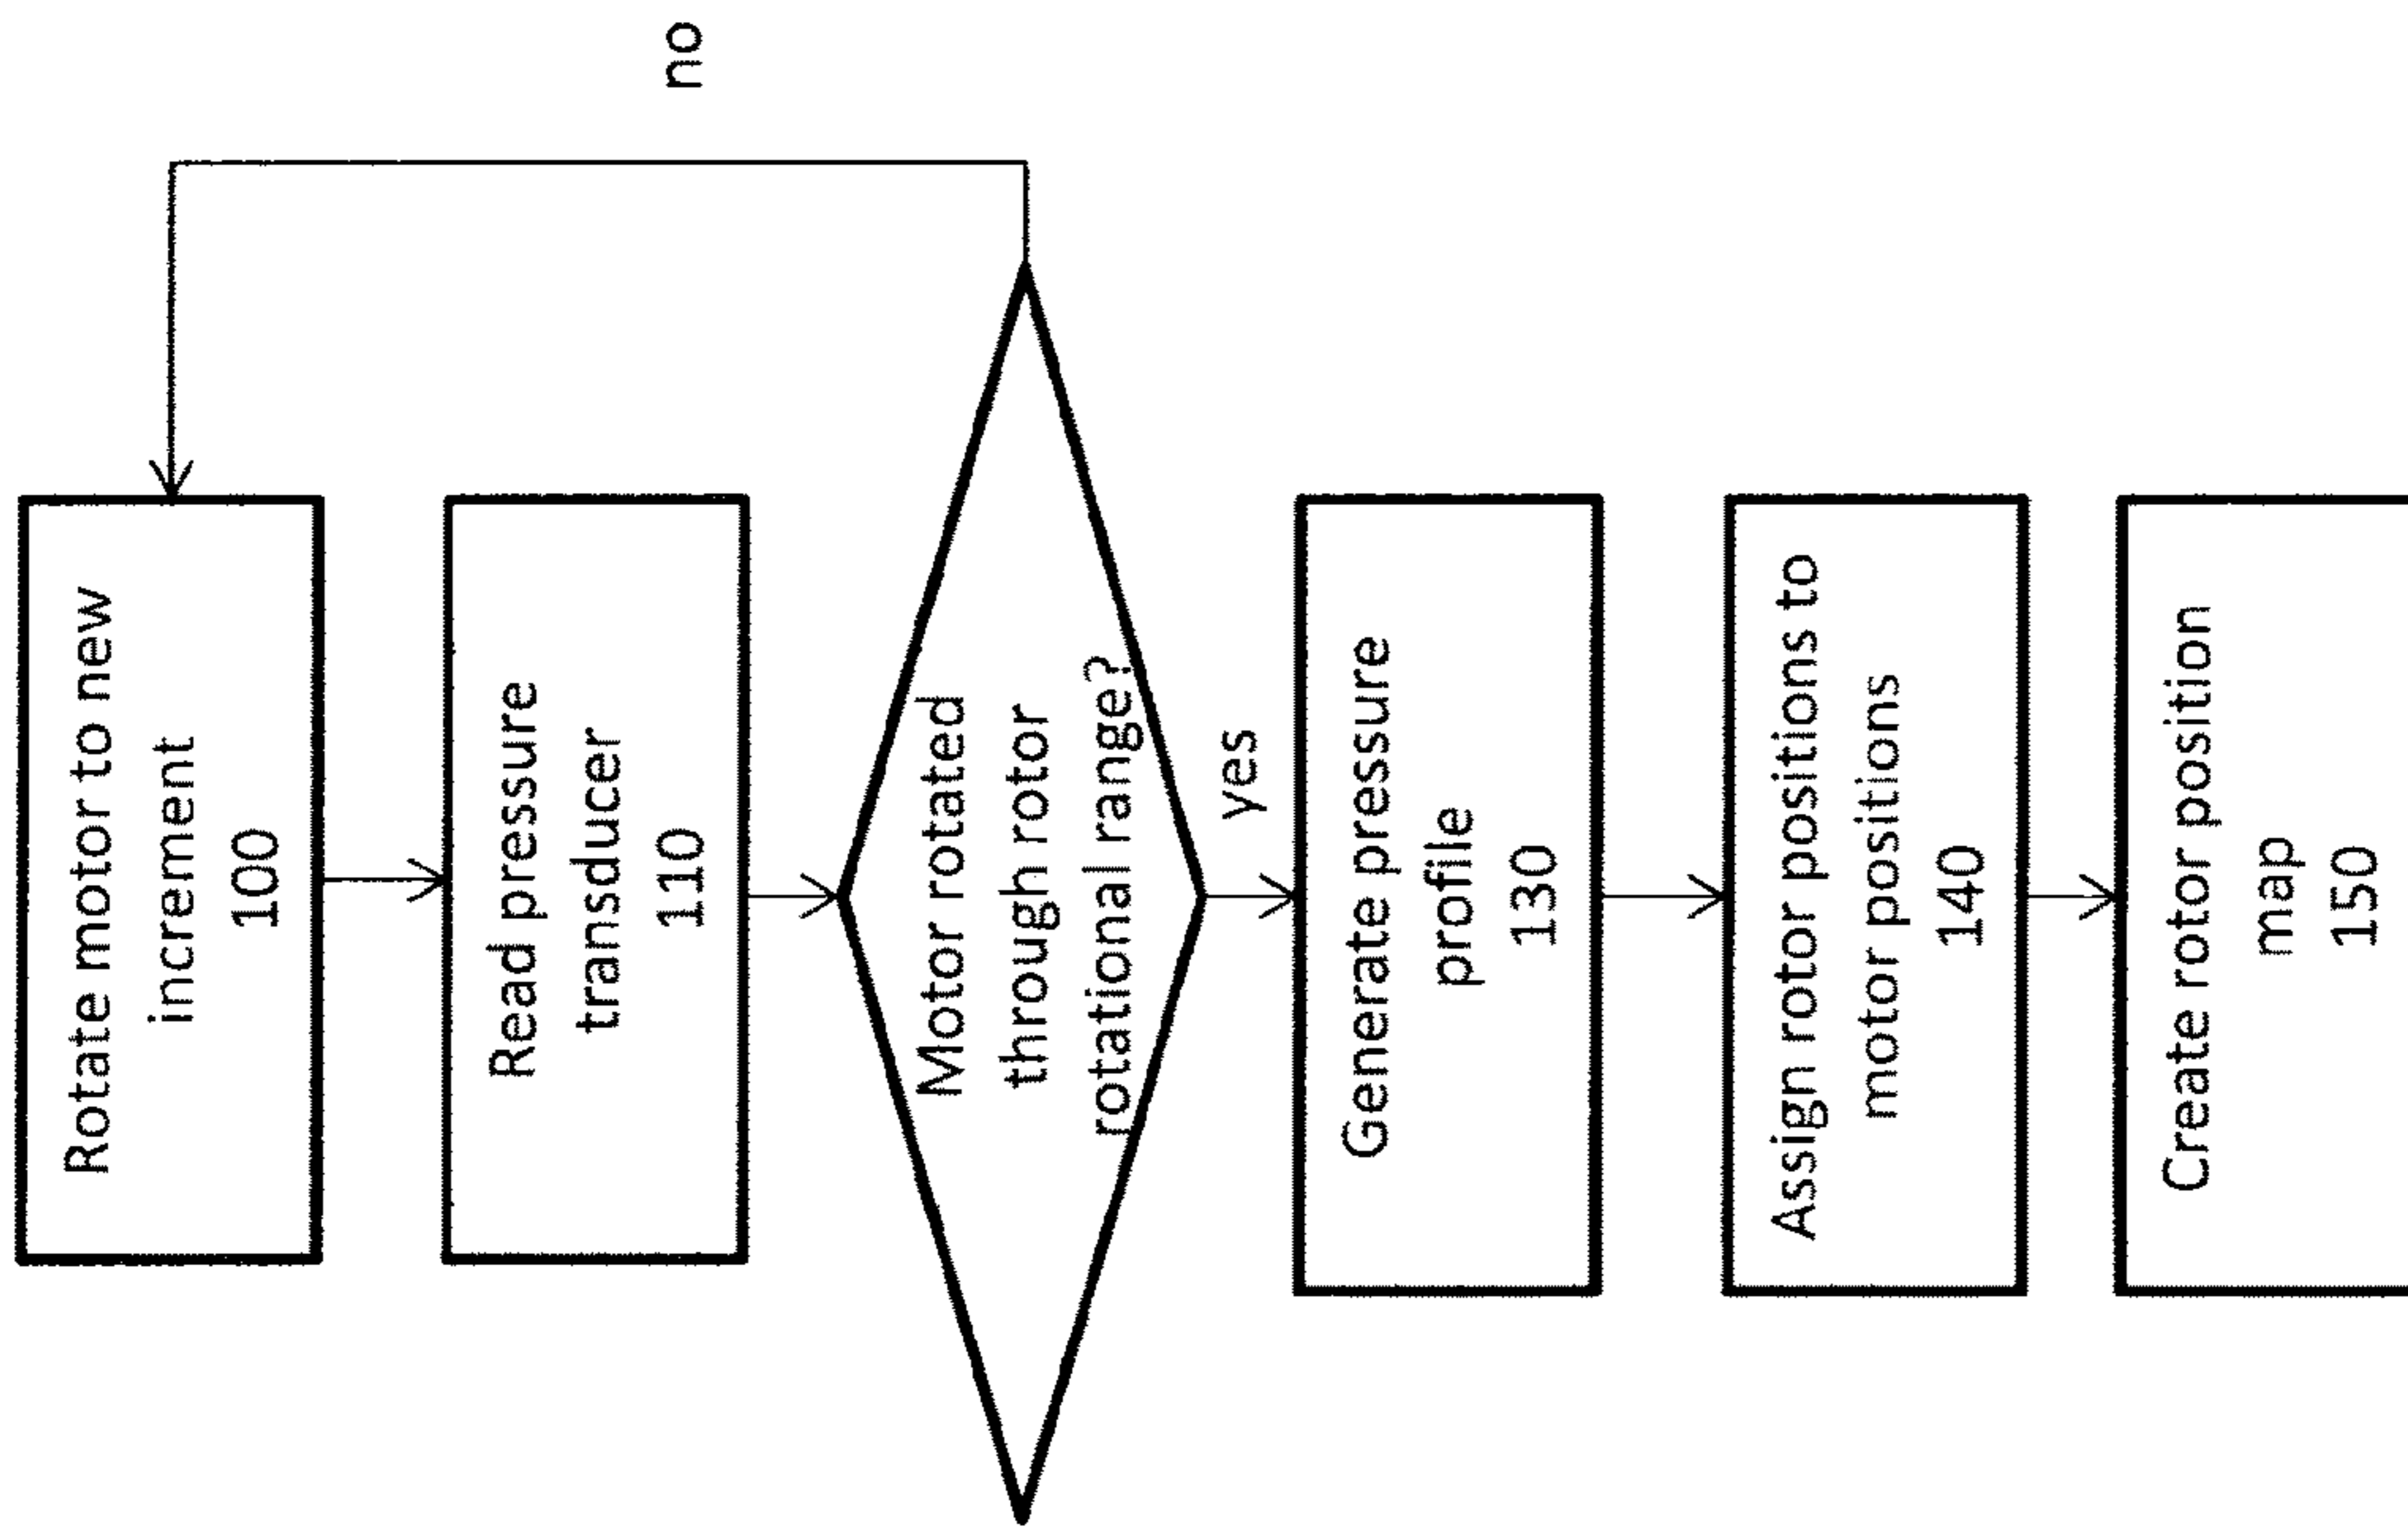 Rotate motor to new
increment
100
Read pressure
transducer
110
Motor rotated
through rotor
rotational range?
no
yes
Generate pressure
profile
130
Assign rotor positions to
motor positions
140
Create rotor position
map
150